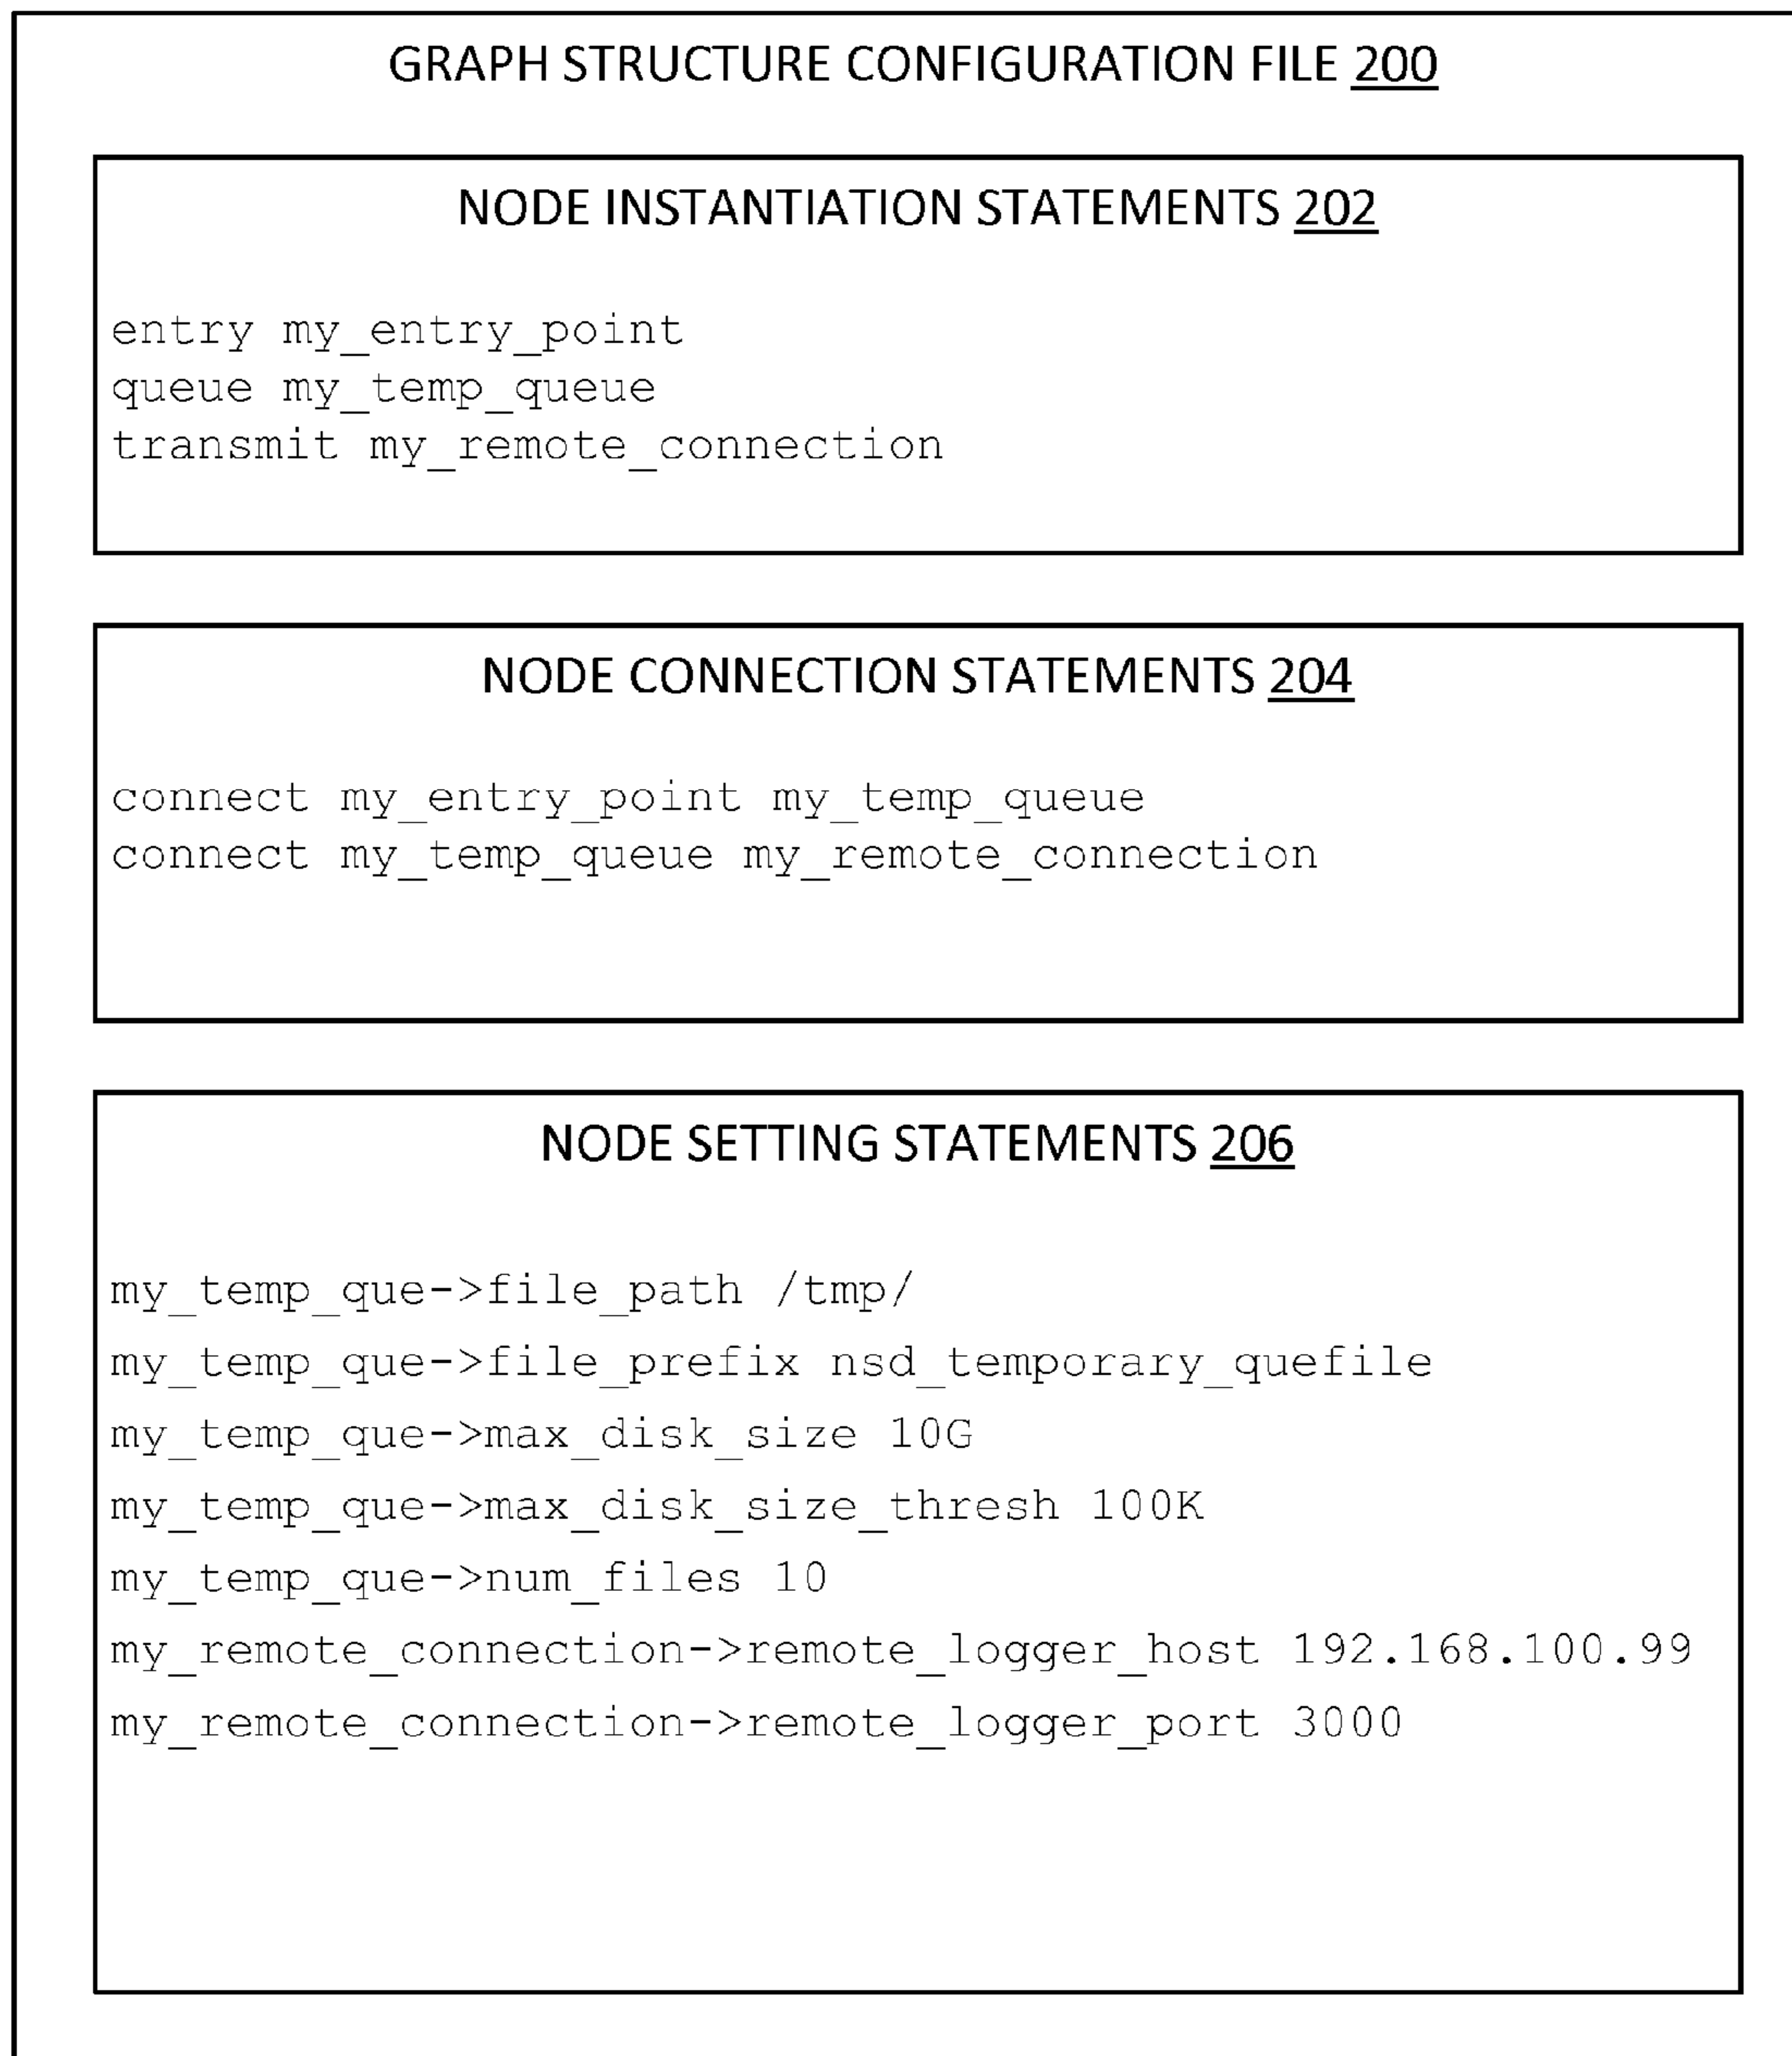 GRAPH STRUCTURE CONFIGURATION FILE 200
NODE INSTANTIATION STATEMENTS 202
entry my_entry_point
queue my_temp_queue
transmit my_remote_connection
NODE CONNECTION STATEMENTS 204
connect my_entry_point my_temp_queue
connect my_temp_queue my_remote_connection
NODE SETTING STATEMENTS 206
my_temp_que->file_path /tmp/
my_temp_que->file_prefix nsd_temporary_quefile
my_temp_que->max_disk_size 10G
my_temp_que->max_disk_size_thresh 100K
my_temp_que->num_files 10
my_remote_connection->remote_logger_host 192.168.100.99
my_remote_connection->remote_logger_port 3000